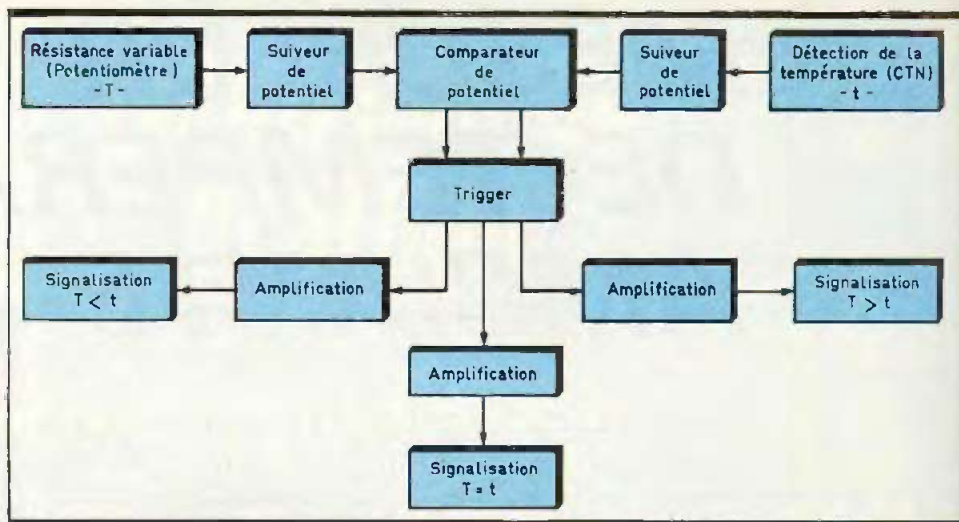 Résistance variable
(Potentiomètre)
- T -
Suiveur
de
potentiel
Comparateur
de
potentiel
Suiveur
de
potentiel
Détection de la
température (CTN)
- t -
Trigger
Signalisation
T < t
Amplification
Amplification
Signalisation
T > t
Amplification
Signalisation
T = t